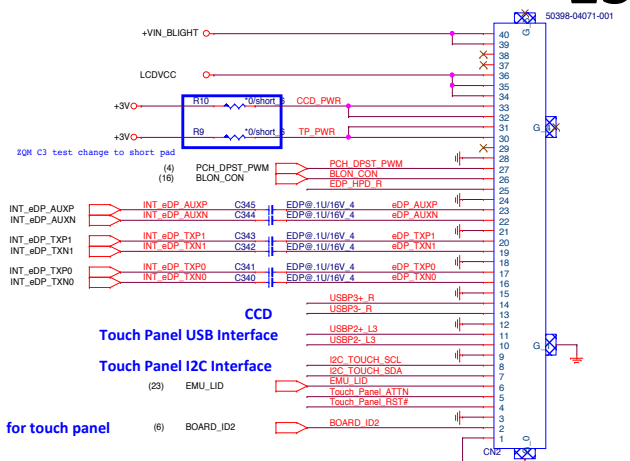 50398-04071-001
+VIN_BLIGHT
40
39
38
37
LCDVCC
36
35
34
+3V R10 *0/short_6 CCD_PWR 33
32
31
+3V R9 *0/short_6 TP_PWR 30
29
ZQM C3 test change to short pad
28
(4) PCH_DPST_PWM PCH_DPST_PWM 27
(16) BLON_CON BLON_CON 26
EDP_HPD_R 25
24
INT_eDP_AUXP INT_eDP_AUXP C345 EDP@.1U/16V_4 eDP_AUXP 23
INT_eDP_AUXN INT_eDP_AUXN C344 EDP@.1U/16V_4 eDP_AUXN 22
21
INT_eDP_TXP1 INT_eDP_TXP1 C343 EDP@.1U/16V_4 eDP_TXP1 20
INT_eDP_TXN1 INT_eDP_TXN1 C342 EDP@.1U/16V_4 eDP_TXN1 19
18
INT_eDP_TXP0 INT_eDP_TXP0 C341 EDP@.1U/16V_4 eDP_TXP0 17
INT_eDP_TXN0 INT_eDP_TXN0 C340 EDP@.1U/16V_4 eDP_TXN0 16
15
USBP3+_R 14
CCD USBP3-_R 13
12
Touch Panel USB Interface USBP2+_L3 11
USBP2-_L3 10
9
Touch Panel I2C Interface I2C_TOUCH_SCL 8
I2C_TOUCH_SDA 7
(23) EMU_LID EMU_LID 6
Touch_Panel_ATTN 5
Touch_Panel_RST# 4
3
for touch panel (6) BOARD_ID2 BOARD_ID2 2
1
CN2